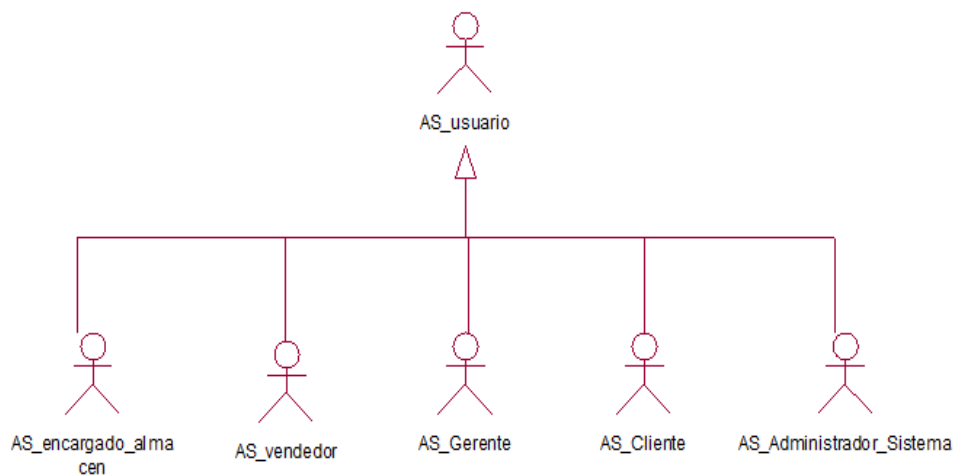 AS_usuario
AS_encargado_alma
cen
AS_vendedor
AS_Gerente
AS_Cliente
AS_Administrador_Sistema